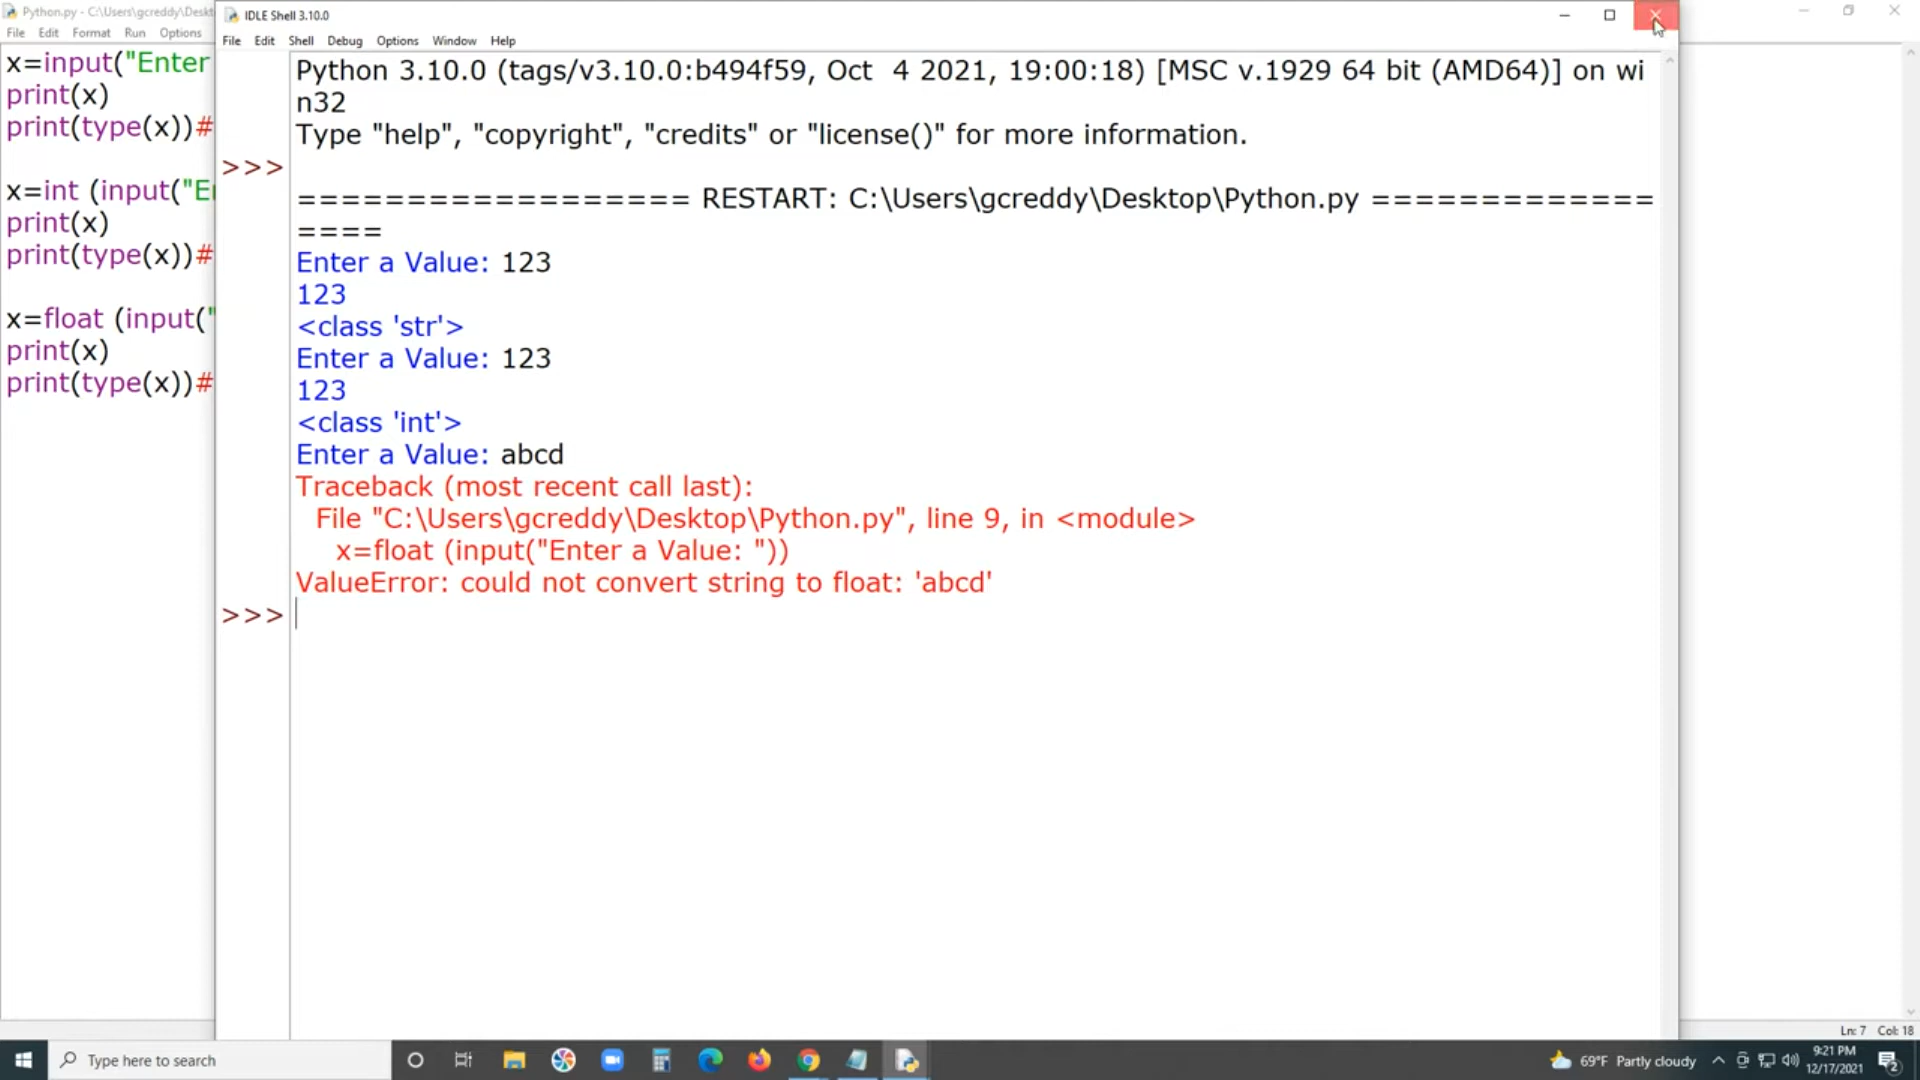 Python.py - C:\Users\gcreddy\Deskt
File Edit Format Run Options
x=input("Enter
print(x)
print(type(x))#
x=int (input("E
print(x)
print(type(x))#
x=float (input("
print(x)
print(type(x))#
IDLE Shell 3.10.0
File Edit Shell Debug Options Window Help
Python 3.10.0 (tags/v3.10.0:b494f59, Oct  4 2021, 19:00:18) [MSC v.1929 64 bit (AMD64)] on wi
n32
Type "help", "copyright", "credits" or "license()" for more information.
>>>
================== RESTART: C:\Users\gcreddy\Desktop\Python.py =============
====
Enter a Value: 123
123
<class 'str'>
Enter a Value: 123
123
<class 'int'>
Enter a Value: abcd
Traceback (most recent call last):
  File "C:\Users\gcreddy\Desktop\Python.py", line 9, in <module>
    x=float (input("Enter a Value: "))
ValueError: could not convert string to float: 'abcd'
>>>
Ln: 7 Col: 18
Type here to search
69°F Partly cloudy
9:21 PM
12/17/2021
2